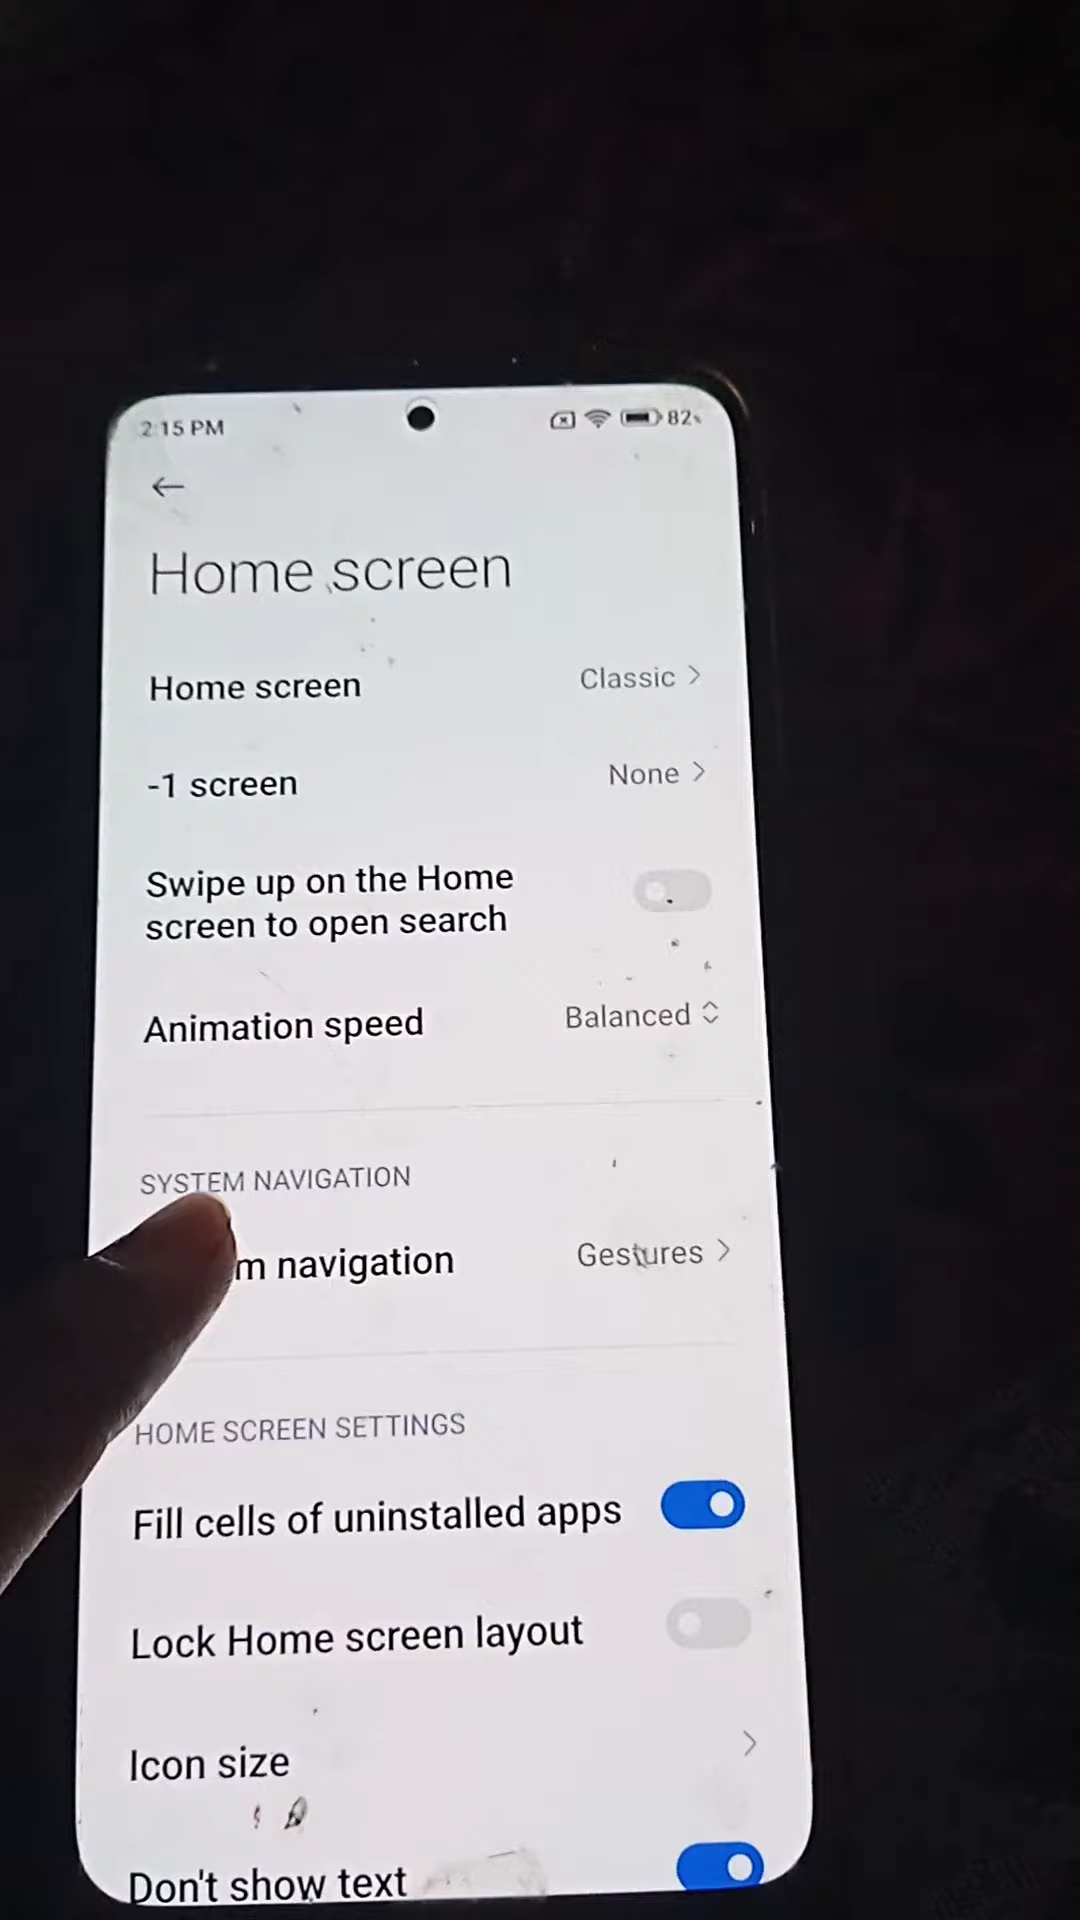 2:15 PM 82%
Home screen
Home screen Classic
-1 screen None
Swipe up on the Home
screen to open search
Animation speed Balanced
SYSTEM NAVIGATION
m navigation Gestures
HOME SCREEN SETTINGS
Fill cells of uninstalled apps
Lock Home screen layout
Icon size
Don't show text